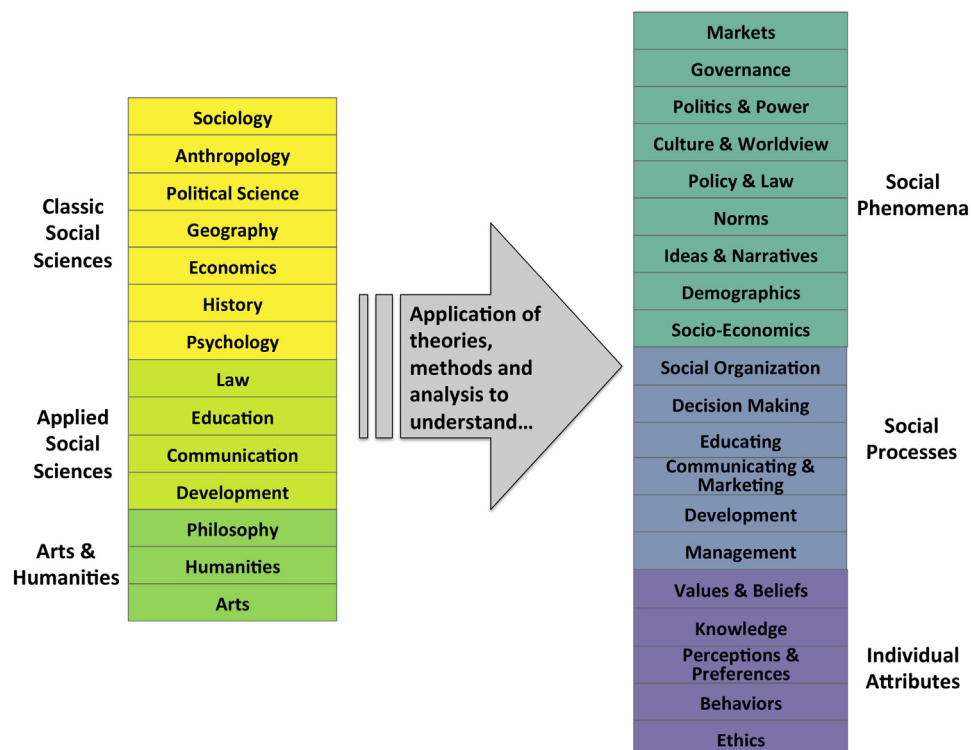 Classic
Social
Sciences
Sociology
Anthropology
Political Science
Geography
Economics
History
Psychology
Applied
Social
Sciences
Law
Education
Communication
Development
Arts &
Humanities
Philosophy
Humanities
Arts
Application of
theories,
methods and
analysis to
understand…
Markets
Governance
Politics & Power
Culture & Worldview
Policy & Law
Norms
Ideas & Narratives
Demographics
Socio-Economics
Social
Phenomena
Social Organization
Decision Making
Educating
Communicating &
Marketing
Development
Management
Social
Processes
Values & Beliefs
Knowledge
Perceptions &
Preferences
Behaviors
Ethics
Individual
Attributes